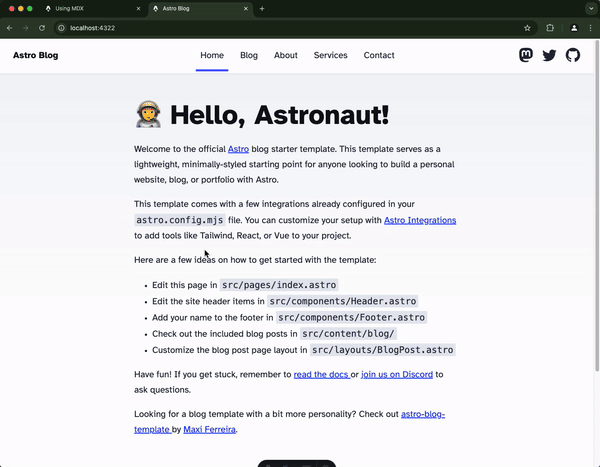 Using MDX
Astro Blog
localhost:4322
Astro Blog
Home
Blog
About
Services
Contact
Hello, Astronaut!
Welcome to the official Astro blog starter template. This template serves as a
lightweight, minimally-styled starting point for anyone looking to build a personal
website, blog, or portfolio with Astro.
This template comes with a few integrations already configured in your
astro.config.mjs file. You can customize your setup with Astro Integrations
to add tools like Tailwind, React, or Vue to your project.
Here are a few ideas on how to get started with the template:
• Edit this page in src/pages/index.astro
• Edit the site header items in src/components/Header.astro
• Add your name to the footer in src/components/Footer.astro
• Check out the included blog posts in src/content/blog/
• Customize the blog post page layout in src/layouts/BlogPost.astro
Have fun! If you get stuck, remember to read the docs or join us on Discord to
ask questions.
Looking for a blog template with a bit more personality? Check out astro-blog-
template by Maxi Ferreira.